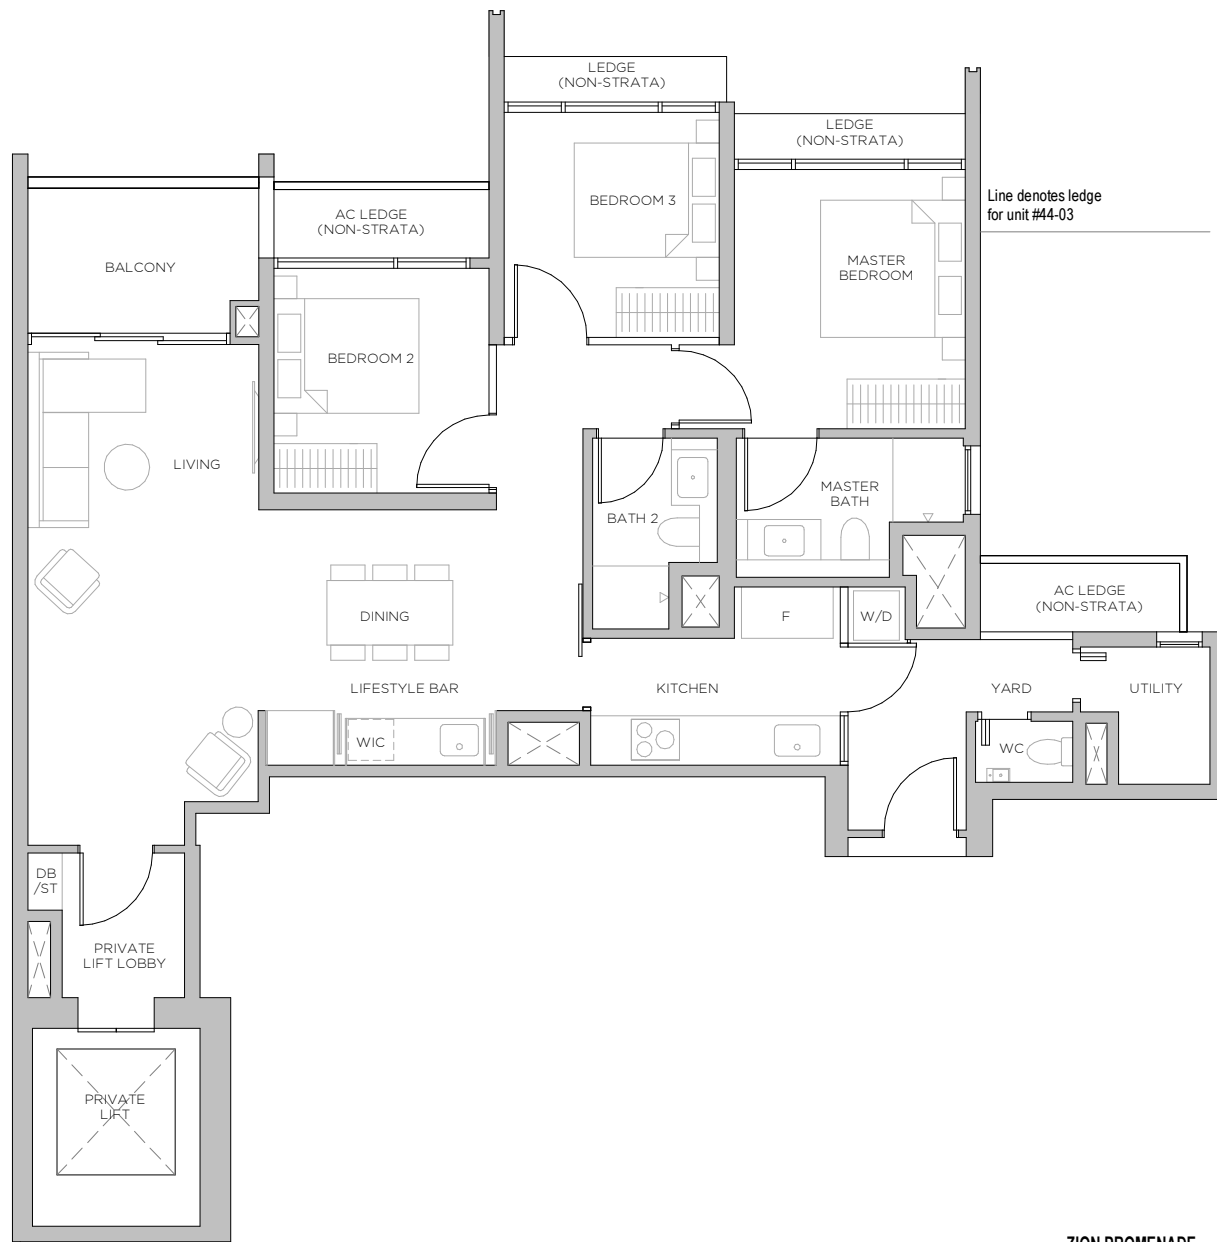 LEDGE
(NON-STRATA)
LEDGE
(NON-STRATA)
Line denotes ledge
for unit #44-03
BEDROOM 3
AC LEDGE
(NON-STRATA)
BALCONY
MASTER
BEDROOM
BEDROOM 2
LIVING
MASTER
BATH
BATH 2
AC LEDGE
(NON-STRATA)
DINING
F
W/D
LIFESTYLE BAR
KITCHEN
YARD
UTILITY
WIC
WC
DB
/ST
PRIVATE
LIFT LOBBY
PRIVATE
LIFT
ZION PROMENADE